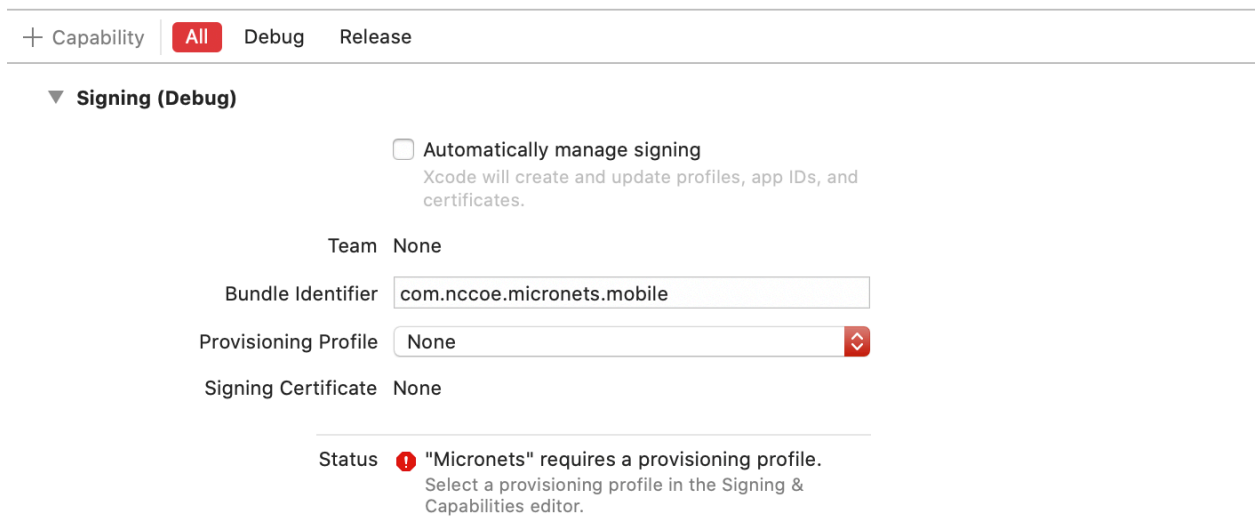 + Capability All Debug Release
Signing (Debug)
Automatically manage signing
Xcode will create and update profiles, app IDs, and
certificates.
Team None
Bundle Identifier com.nccoe.micronets.mobile
Provisioning Profile None
Signing Certificate None
Status "Micronets" requires a provisioning profile.
Select a provisioning profile in the Signing &
Capabilities editor.